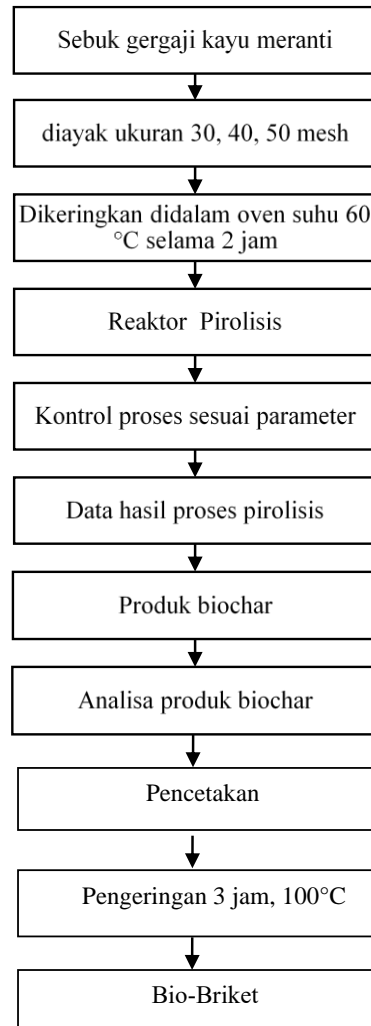 Sebuk gergaji kayu meranti
diayak ukuran 30, 40, 50 mesh
Dikeringkan didalam oven suhu 60
°C selama 2 jam
Reaktor Pirolisis
Kontrol proses sesuai parameter
Data hasil proses pirolisis
Produk biochar
Analisa produk biochar
Pencetakan
Pengeringan 3 jam, 100°C
Bio-Briket